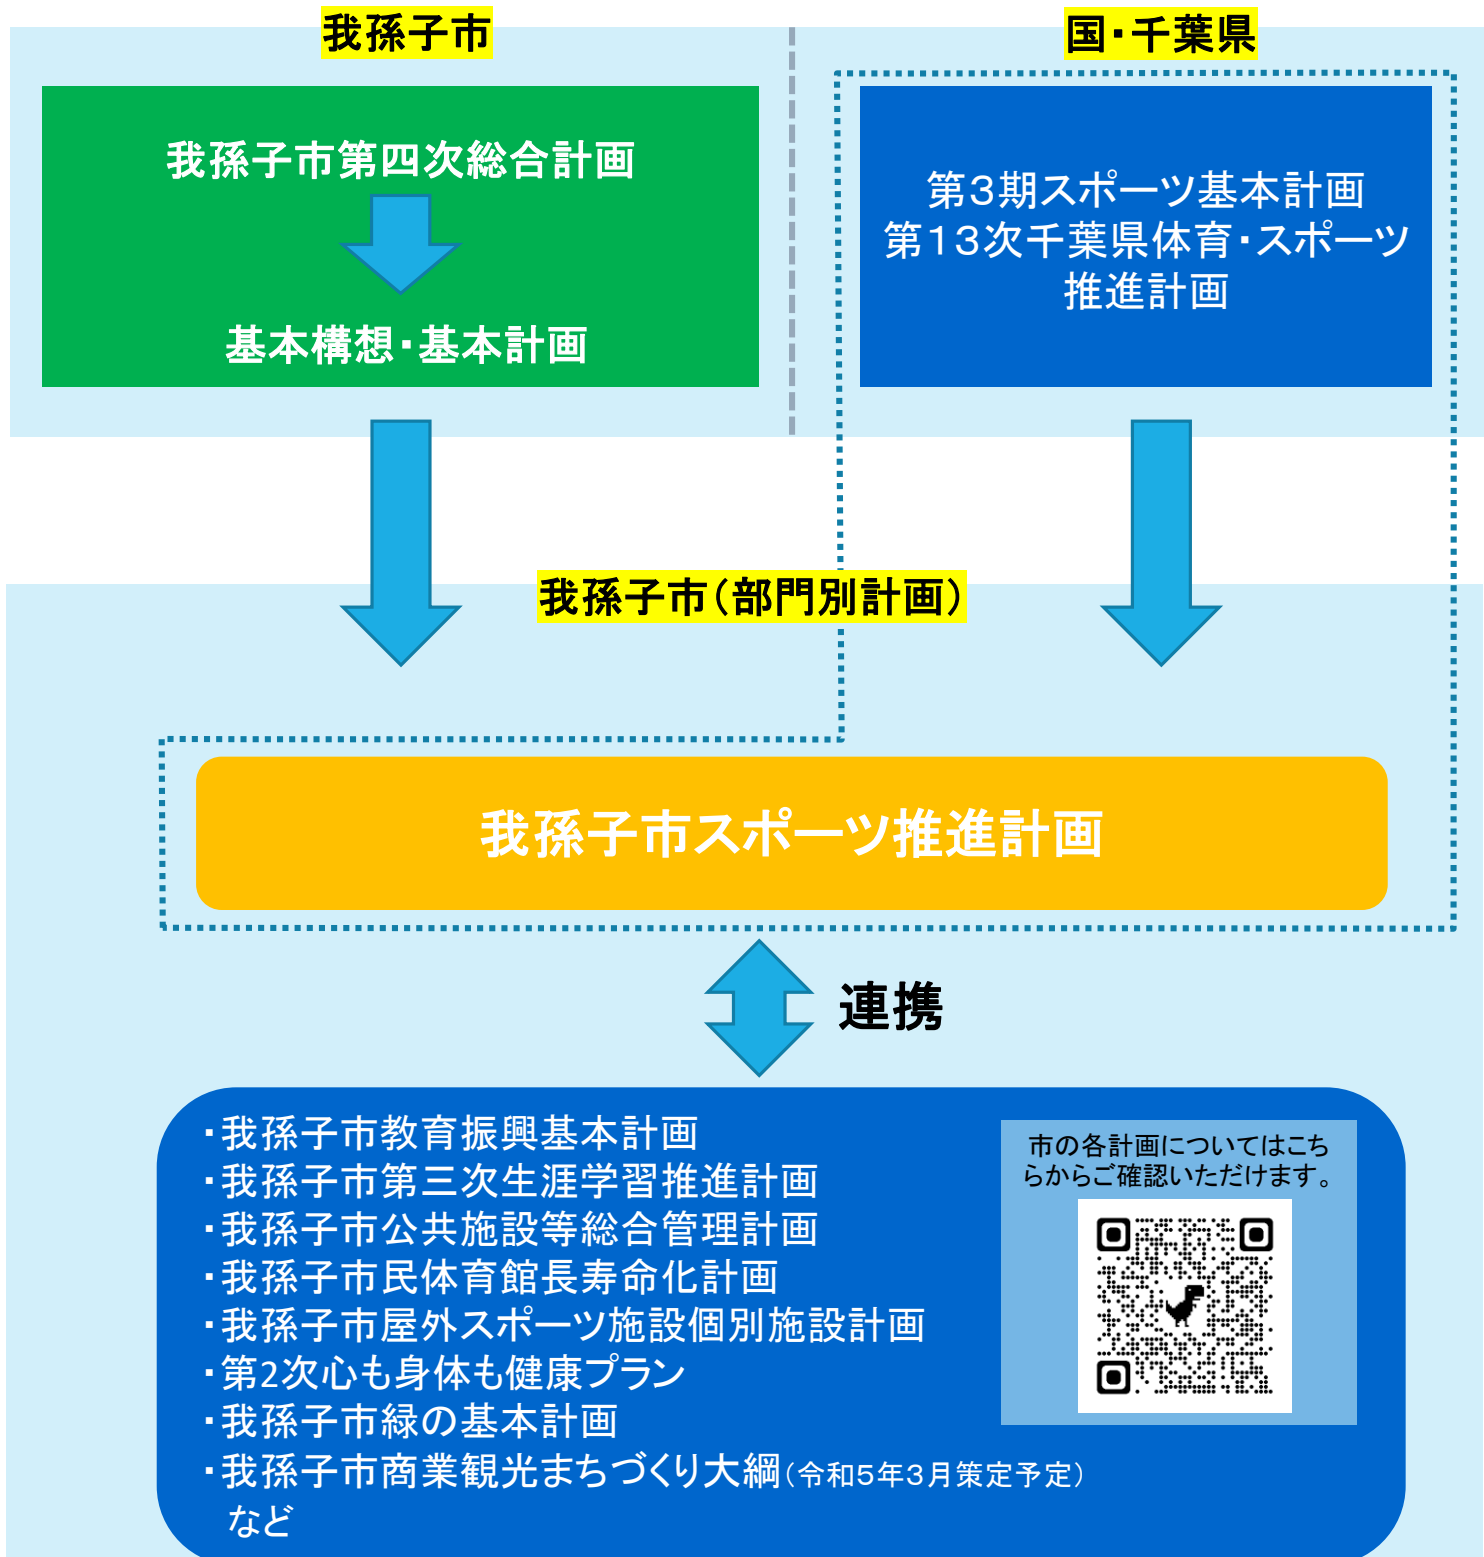 我孫子市
国・千葉県
我孫子市第四次総合計画
基本構想・基本計画
第3期スポーツ基本計画
第13次千葉県体育・スポーツ
推進計画
我孫子市（部門別計画）
我孫子市スポーツ推進計画
連携
・我孫子市教育振興基本計画
・我孫子市第三次生涯学習推進計画
・我孫子市公共施設等総合管理計画
・我孫子市民体育館長寿命化計画
・我孫子市屋外スポーツ施設個別施設計画
・第2次心も身体も健康プラン
・我孫子市緑の基本計画
・我孫子市商業観光まちづくり大綱（令和5年3月策定予定）
など
市の各計画についてはこち
らからご確認いただけます。